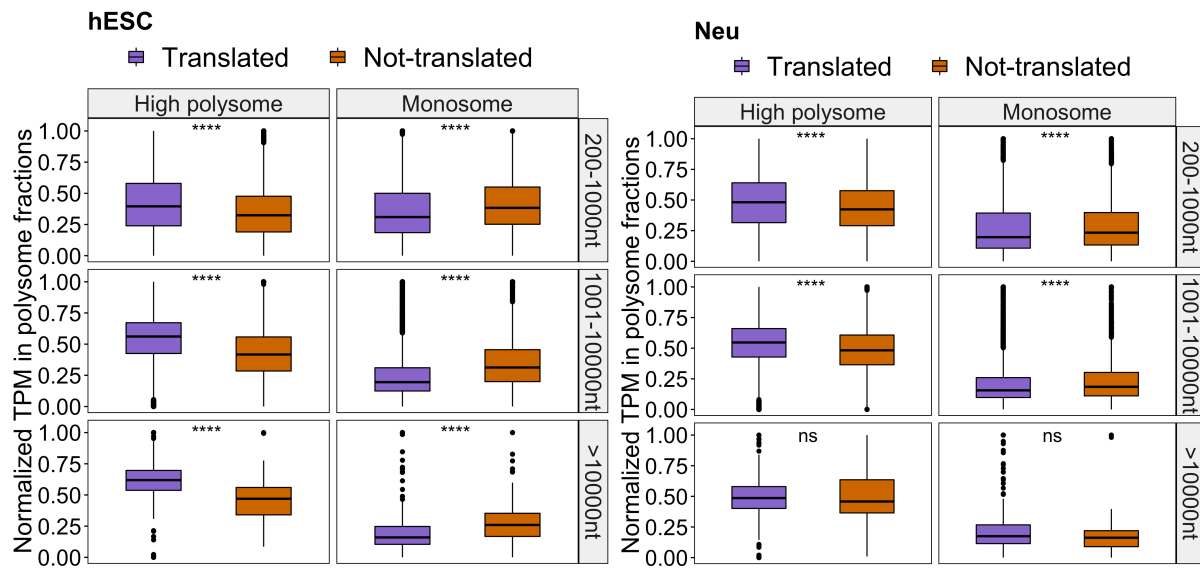 hESC
Translated Not-translated
High polysome Monosome
Normalized TPM in polysome fractions
1.00 **** **** 200-1000nt
0.75
0.50
0.25
0.00
1.00 **** **** 1001-10000nt
0.75
0.50
0.25
0.00
1.00 **** **** >10000nt
0.75
0.50
0.25
0.00
Neu
Translated Not-translated
High polysome Monosome
Normalized TPM in polysome fractions
1.00 **** **** 200-1000nt
0.75
0.50
0.25
0.00
1.00 **** **** 1001-10000nt
0.75
0.50
0.25
0.00
1.00 ns ns >10000nt
0.75
0.50
0.25
0.00